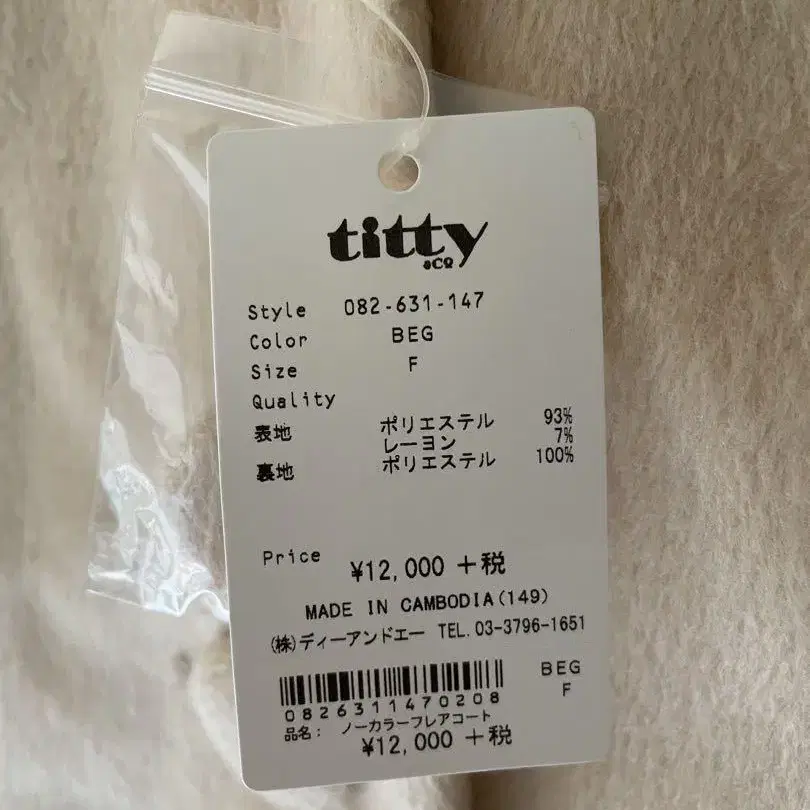 titty
&CO
Style 082-631-147
Color BEG
Size F
Quality
表地 ポリエステル 93%
レーヨン 7%
裏地 ポリエステル 100%
Price ¥12,000 +税
MADE IN CAMBODIA(149)
(株)ディーアンドエー TEL.03-3796-1651
BEG
F
0826311470208
品名: ノーカラーフレアコート
¥12,000 +税